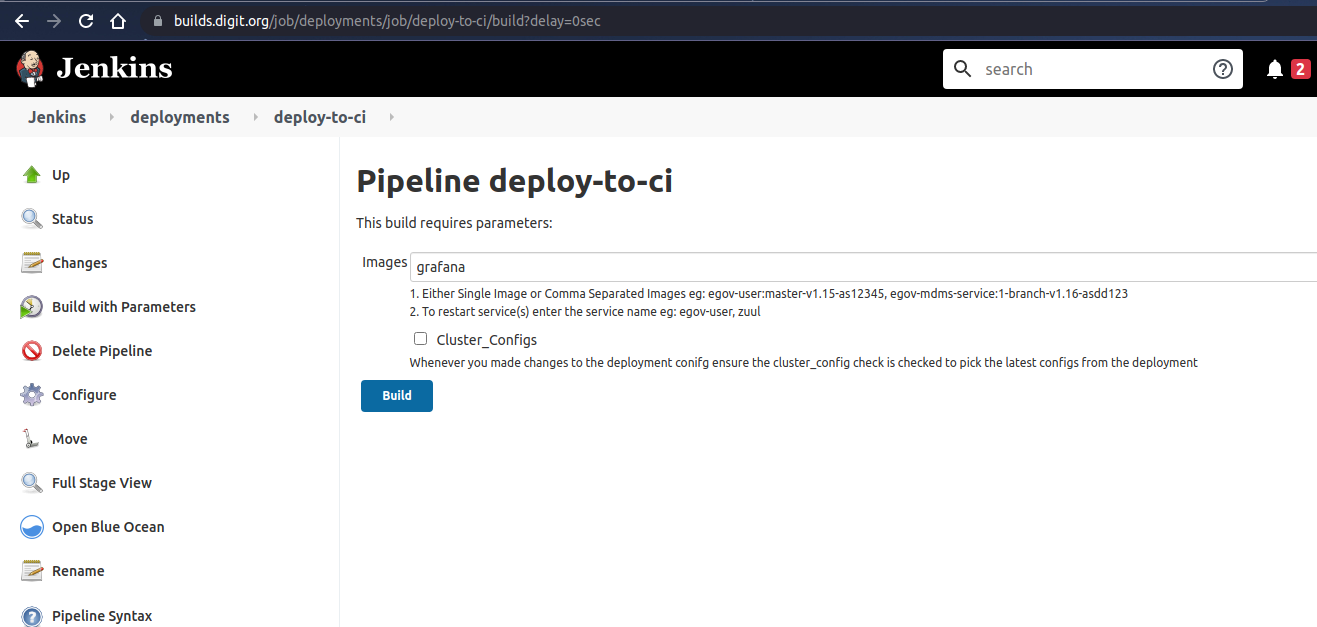 builds.digit.org/job/deployments/job/deploy-to-ci/build?delay=0sec
Jenkins
search
2
Jenkins deployments deploy-to-ci
Up
Status
Changes
Build with Parameters
Delete Pipeline
Configure
Move
Full Stage View
Open Blue Ocean
Rename
Pipeline Syntax
Pipeline deploy-to-ci
This build requires parameters:
Images grafana
1. Either Single Image or Comma Separated Images eg: egov-user:master-v1.15-as12345, egov-mdms-service:1-branch-v1.16-asdd123
2. To restart service(s) enter the service name eg: egov-user, zuul
Cluster_Configs
Whenever you made changes to the deployment conifg ensure the cluster_config check is checked to pick the latest configs from the deployment
Build